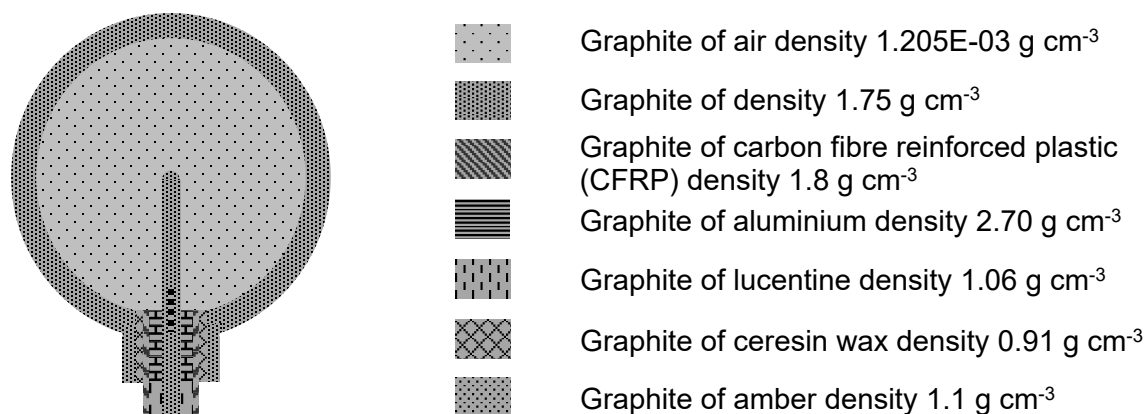 Graphite of air density 1.205E-03 g cm-3
Graphite of density 1.75 g cm-3
Graphite of carbon fibre reinforced plastic
(CFRP) density 1.8 g cm-3
Graphite of aluminium density 2.70 g cm-3
Graphite of lucentine density 1.06 g cm-3
Graphite of ceresin wax density 0.91 g cm-3
Graphite of amber density 1.1 g cm-3